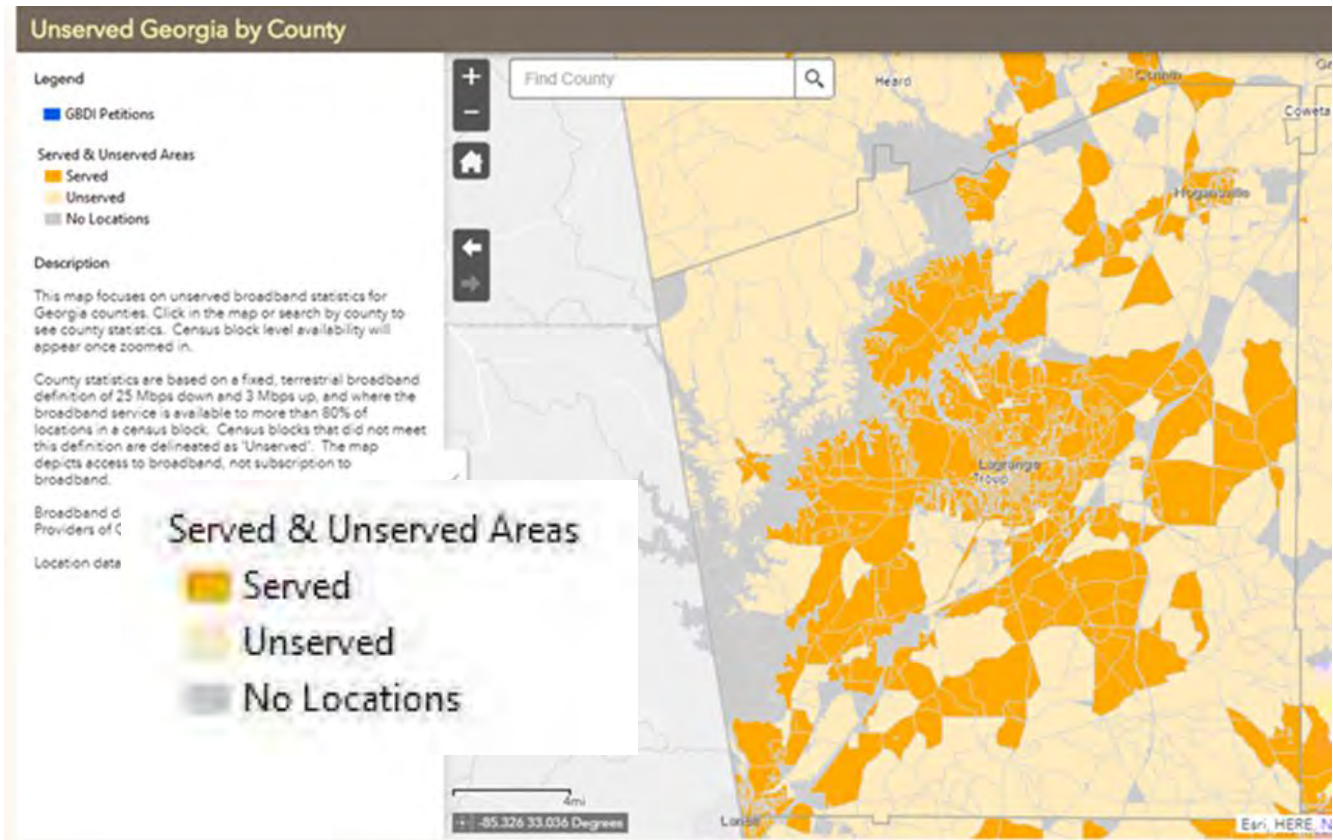 Unserved Georgia by County
Legend
GBDI Petitions
Served & Unserved Areas
Served
Unserved
No Locations
Description
This map focuses on unserved broadband statistics for
Georgia counties. Click in the map or search by county to
see county statistics. Census block level availability will
appear once zoomed in.
County statistics are based on a fixed, terrestrial broadband
definition of 25 Mbps down and 3 Mbps up, and where the
broadband service is available to more than 80% of
locations in a census block. Census blocks that did not meet
this definition are delineated as 'Unserved'. The map
depicts access to broadband, not subscription to
broadband.
Broadband d
Providers of
Location data
Served & Unserved Areas
Served
Unserved
No Locations
+
−
Find County
Heard
Corinth
Coweta
Hogansville
Lagrange
Troup
4mi
-85.326 33.036 Degrees
Esri, HERE, N